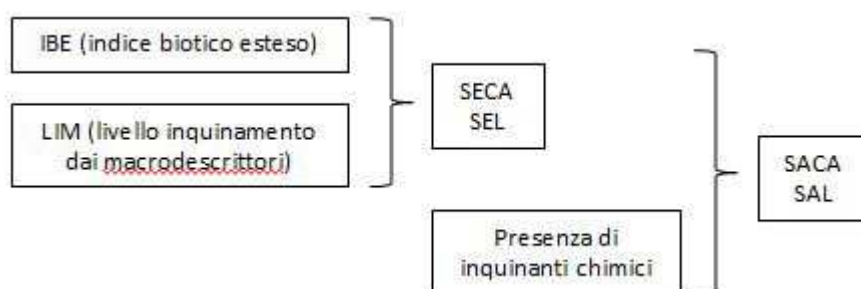 IBE (indice biotico esteso)
LIM (livello inquinamento
dai macrodescrittori)
SECA
SEL
Presenza di
inquinanti chimici
SACA
SAL